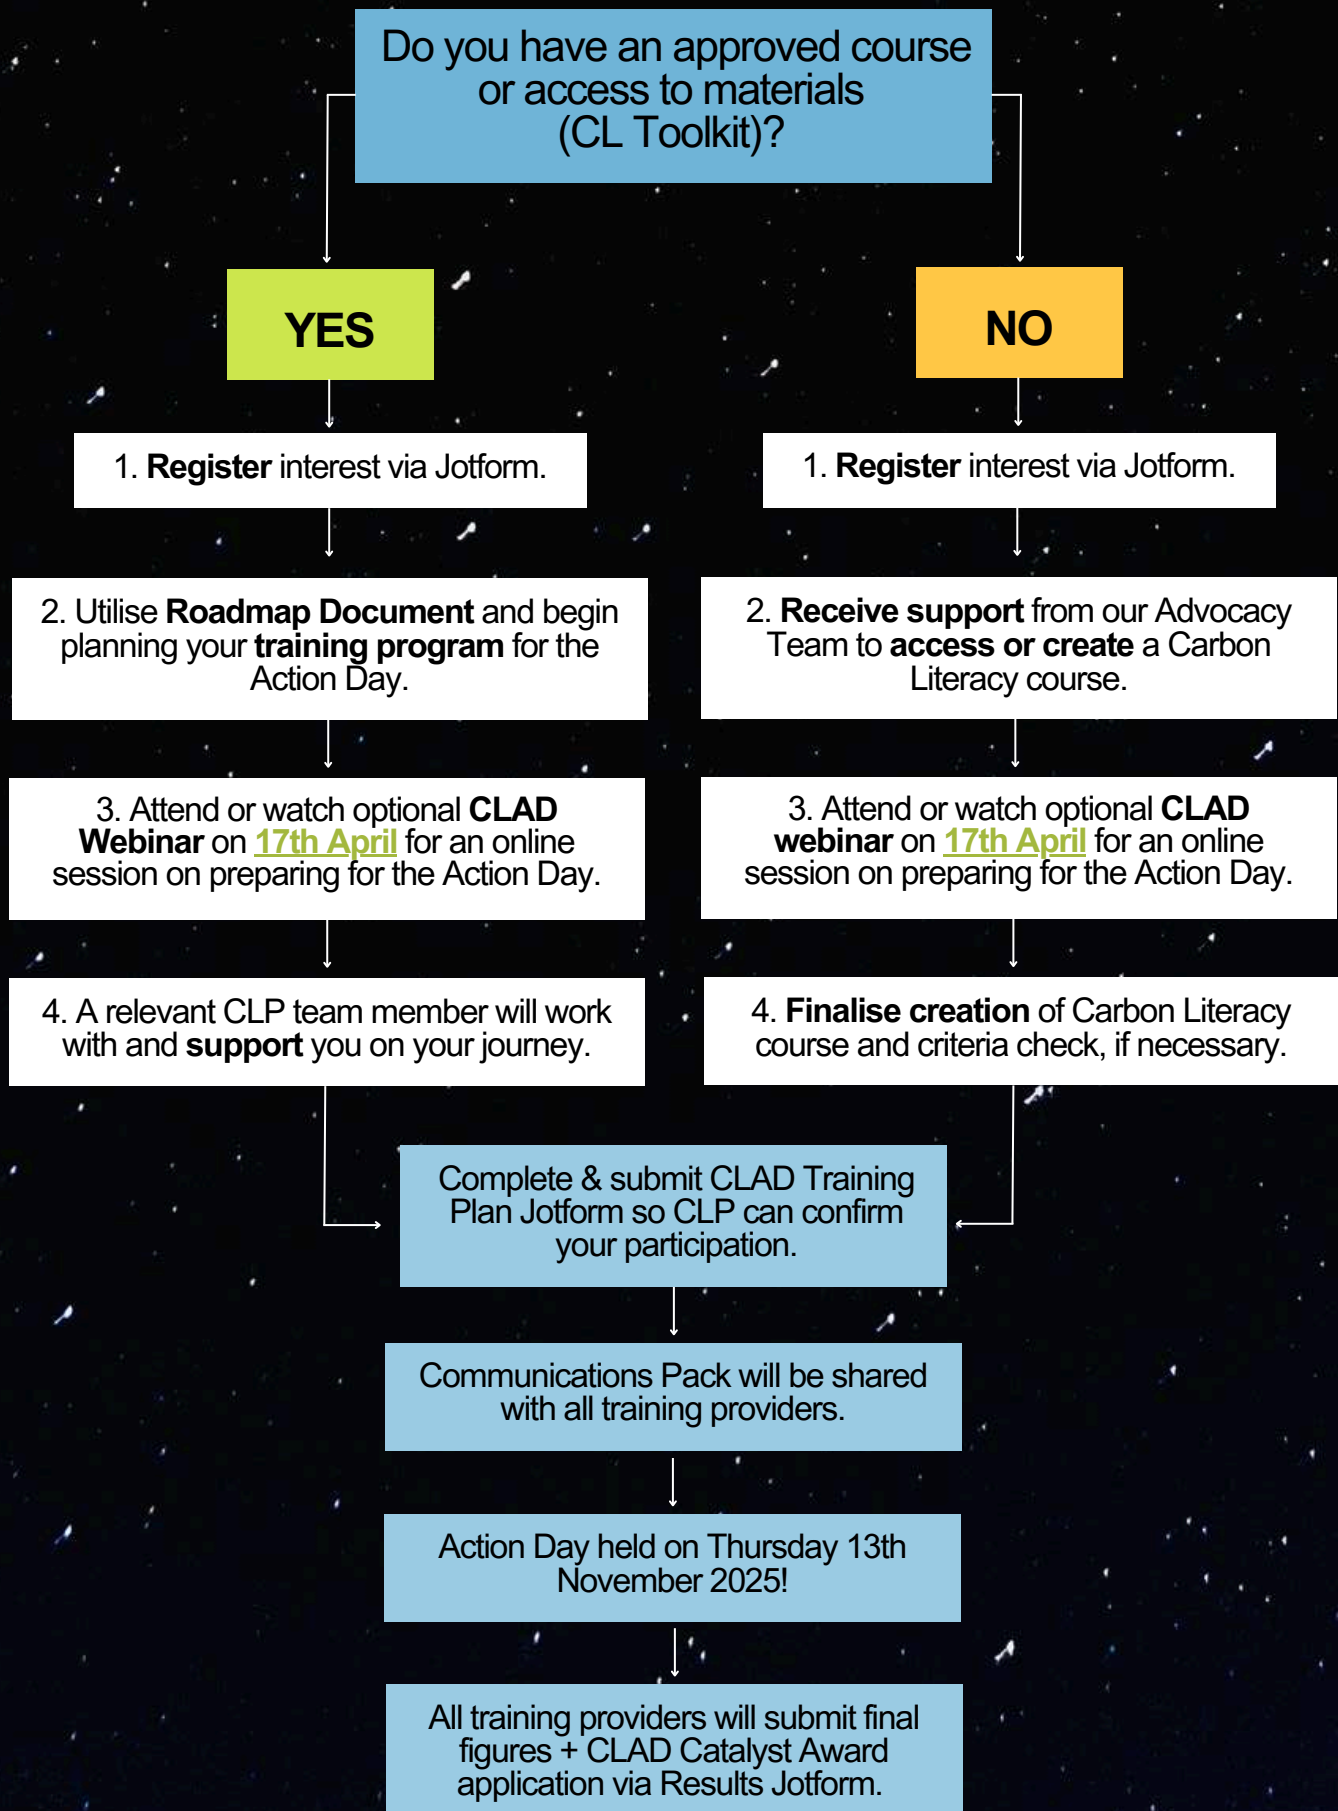 Do you have an approved course
or access to materials
(CL Toolkit)?
YES
1. Register interest via Jotform.
2. Utilise Roadmap Document and begin
planning your training program for the
Action Day.
3. Attend or watch optional CLAD
Webinar on 17th April for an online
session on preparing for the Action Day.
4. A relevant CLP team member will work
with and support you on your journey.
NO
1. Register interest via Jotform.
2. Receive support from our Advocacy
Team to access or create a Carbon
Literacy course.
3. Attend or watch optional CLAD
webinar on 17th April for an online
session on preparing for the Action Day.
4. Finalise creation of Carbon Literacy
course and criteria check, if necessary.
Complete & submit CLAD Training
Plan Jotform so CLP can confirm
your participation.
Communications Pack will be shared
with all training providers.
Action Day held on Thursday 13th
November 2025!
All training providers will submit final
figures + CLAD Catalyst Award
application via Results Jotform.